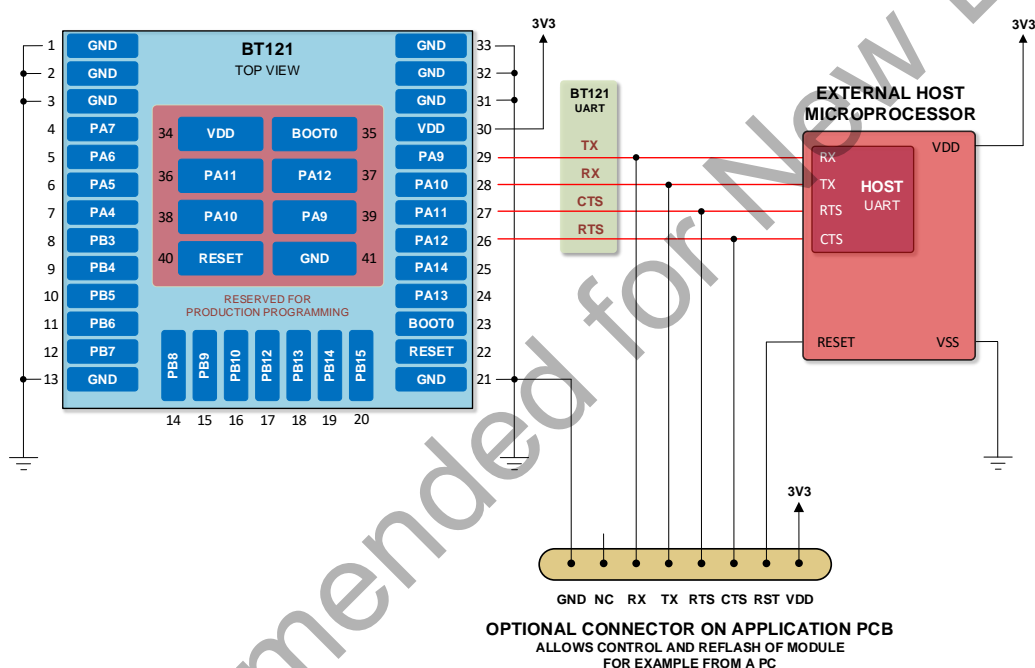 3V3
3V3
BT121
TOP VIEW
1 GND
2 GND
3 GND
4 PA7
5 PA6
6 PA5
7 PA4
8 PB3
9 PB4
10 PB5
11 PB6
12 PB7
13 GND
34 VDD BOOT0 35
36 PA11 PA12 37
38 PA10 PA9 39
40 RESET GND 41
RESERVED FOR
PRODUCTION PROGRAMMING
PB8 PB9 PB10 PB12 PB13 PB14 PB15
14 15 16 17 18 19 20
GND 33
GND 32
GND 31
VDD 30
PA9 29
PA10 28
PA11 27
PA12 26
PA14 25
PA13 24
BOOT0 23
RESET 22
GND 21
BT121
UART
TX
RX
CTS
RTS
EXTERNAL HOST
MICROPROCESSOR
VDD
RX
TX
RTS
CTS
HOST
UART
RESET VSS
3V3
GND NC RX TX RTS CTS RST VDD
OPTIONAL CONNECTOR ON APPLICATION PCB
ALLOWS CONTROL AND REFLASH OF MODULE
FOR EXAMPLE FROM A PC
mended for New